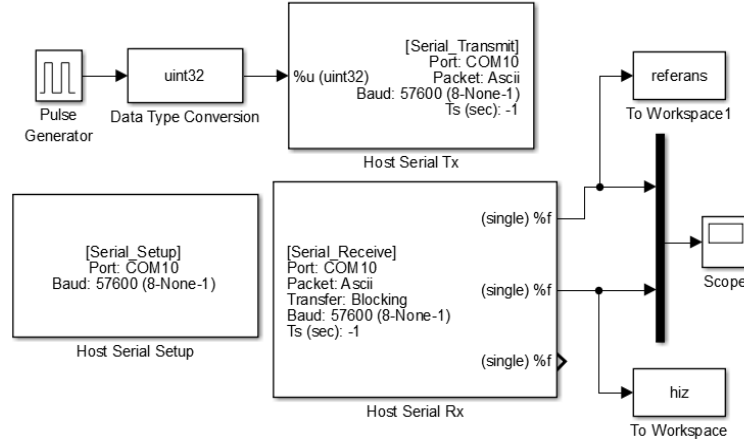 Pulse
Generator
uint32
Data Type Conversion
%u (uint32)
[Serial_Transmit]
Port: COM10
Packet: Ascii
Baud: 57600 (8-None-1)
Ts (sec): -1
Host Serial Tx
referans
To Workspace1
[Serial_Setup]
Port: COM10
Baud: 57600 (8-None-1)
Host Serial Setup
[Serial_Receive]
Port: COM10
Packet: Ascii
Transfer: Blocking
Baud: 57600 (8-None-1)
Ts (sec): -1
(single) %f
(single) %f
(single) %f
Host Serial Rx
Scope
hiz
To Workspace